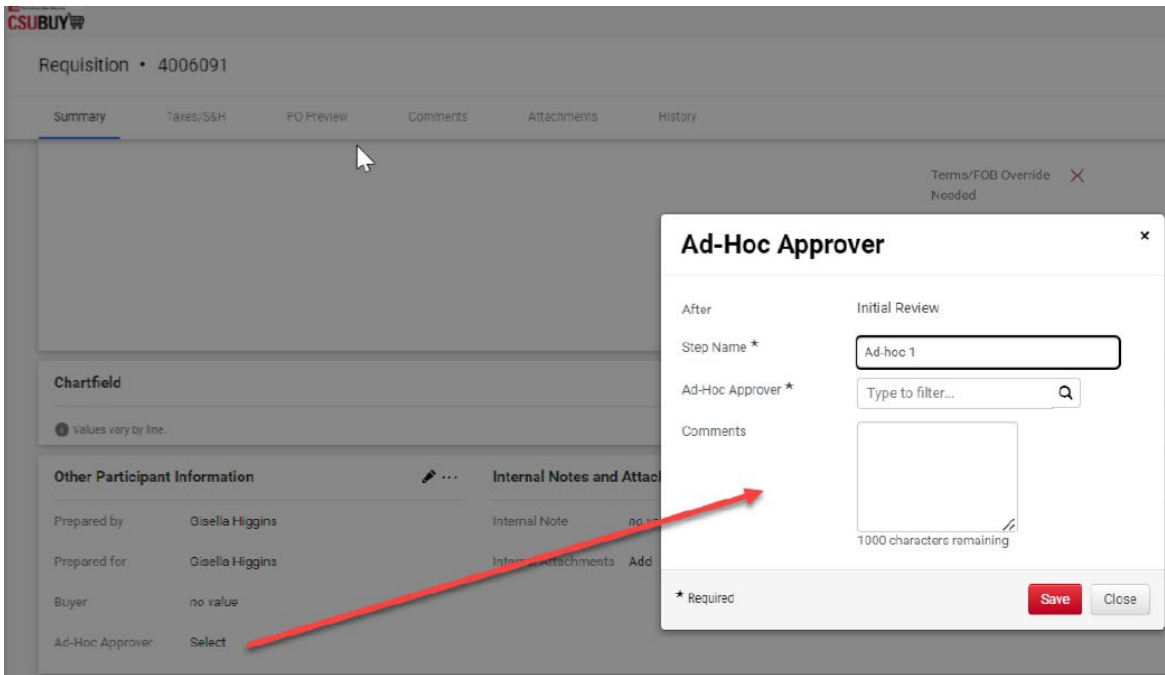 CSUBUY
Requisition • 4006091
Summary Taxes/S&H PO Preview Comments Attachments History
Terms/FOB Override
Needed
Ad-Hoc Approver ×
After Initial Review
Step Name * Ad-hoc 1
Ad-Hoc Approver * Type to filter...
Comments
1000 characters remaining
* Required Save Close
Chartfield
Values vary by line.
Other Participant Information ... Internal Notes and
Prepared by Gisella Higgins Internal Note no
Prepared for Gisella Higgins Attachments Add
Buyer no value
Ad-Hoc Approver Select